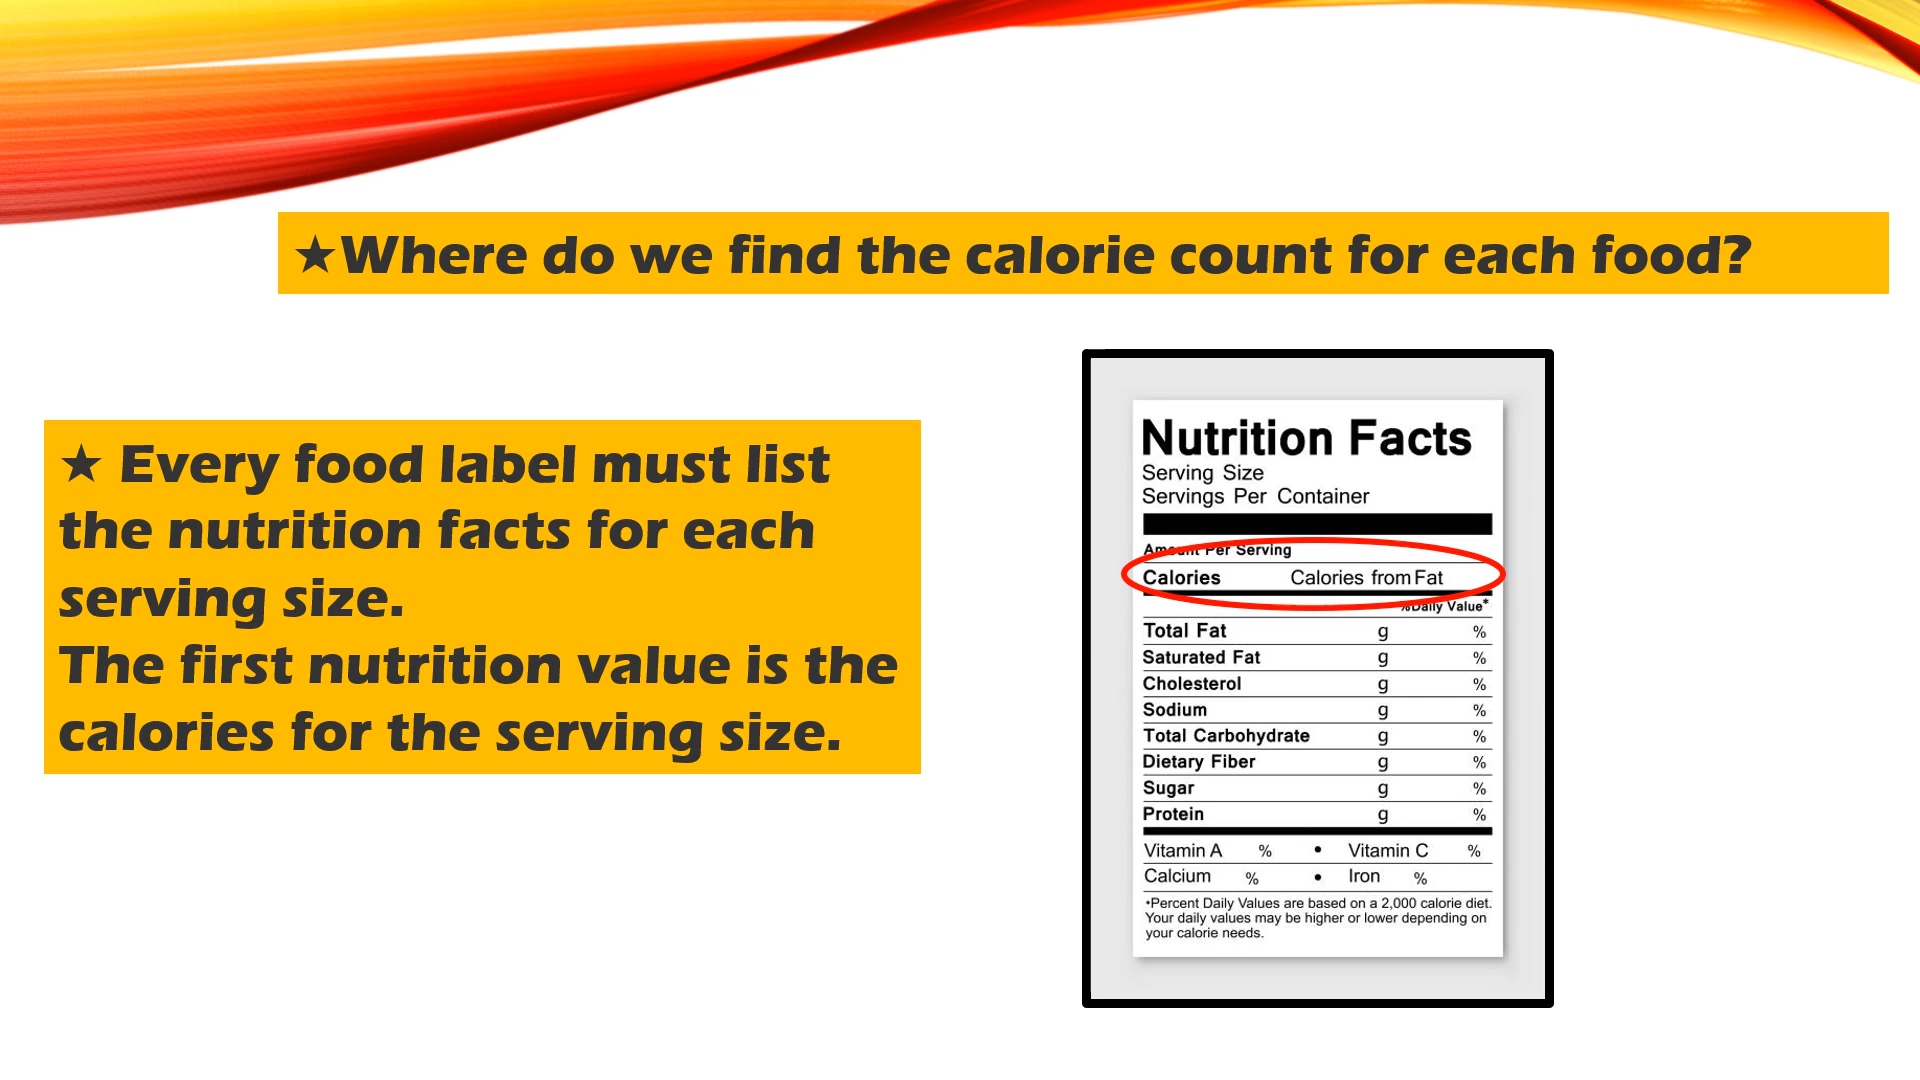 ★Where do we find the calorie count for each food?
★ Every food label must list
the nutrition facts for each
serving size.
The first nutrition value is the
calories for the serving size.
Nutrition Facts
Serving Size
Servings Per Container
Amount Per Serving
Calories Calories from Fat
%Daily Value*
Total Fat g %
Saturated Fat g %
Cholesterol g %
Sodium g %
Total Carbohydrate g %
Dietary Fiber g %
Sugar g %
Protein g %
Vitamin A % • Vitamin C %
Calcium % • Iron %
•Percent Daily Values are based on a 2,000 calorie diet.
Your daily values may be higher or lower depending on
your calorie needs.